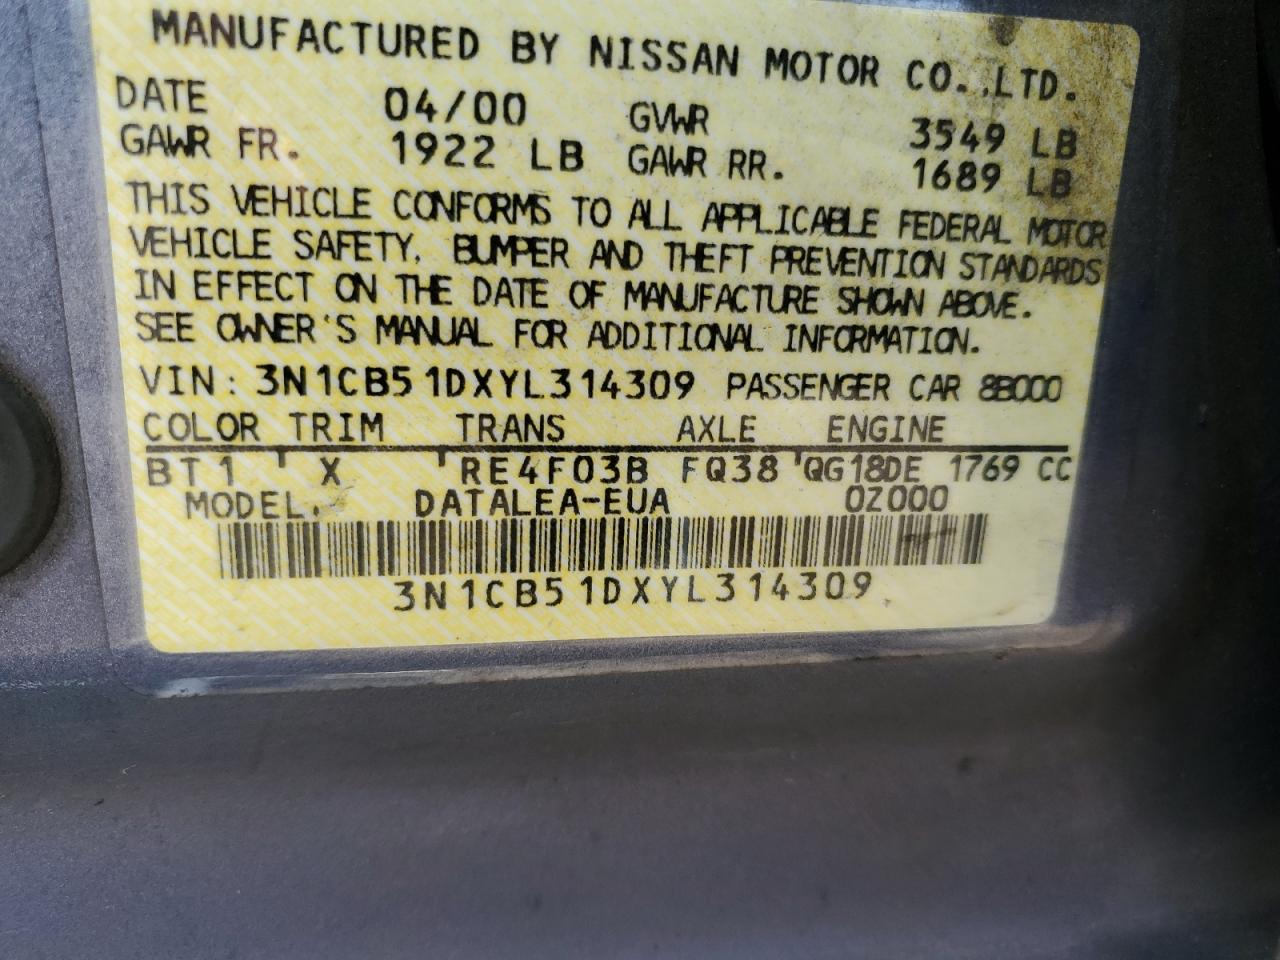 MANUFACTURED BY NISSAN MOTOR CO.,LTD.
DATE 04/00 GVWR 3549 LB
GAWR FR. 1922 LB GAWR RR. 1689 LB
THIS VEHICLE CONFORMS TO ALL APPLICABLE FEDERAL MOTOR
VEHICLE SAFETY, BUMPER AND THEFT PREVENTION STANDARDS
IN EFFECT ON THE DATE OF MANUFACTURE SHOWN ABOVE.
SEE OWNER'S MANUAL FOR ADDITIONAL INFORMATION.
VIN: 3N1CB51DXYL314309 PASSENGER CAR 8B000
COLOR TRIM TRANS AXLE ENGINE
BT1 X RE4F03B FQ38 QG18DE 1769 CC
MODEL. DATALEA-EUA 0Z000
3N1CB51DXYL314309